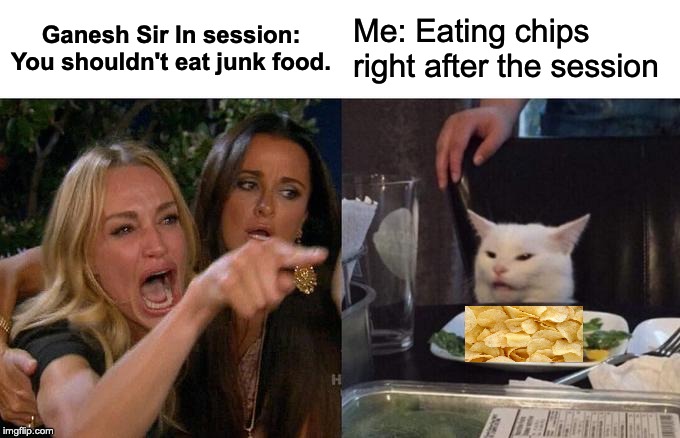 Ganesh Sir In session:
You shouldn't eat junk food.
Me: Eating chips
right after the session
H
imgflip.com